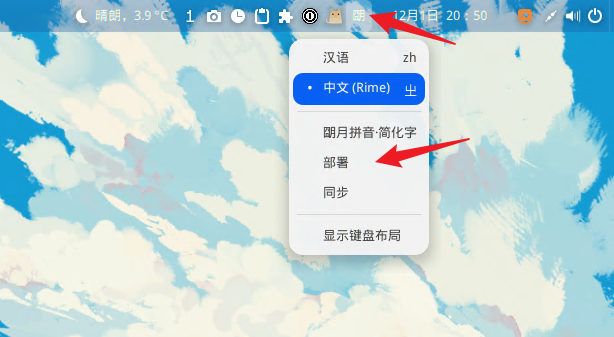 晴朗，3.9 °C 1 朙 12月1日 20：50
汉语 zh
中文 (Rime) ㄓ
朙月拼音·简化字
部署
同步
显示键盘布局